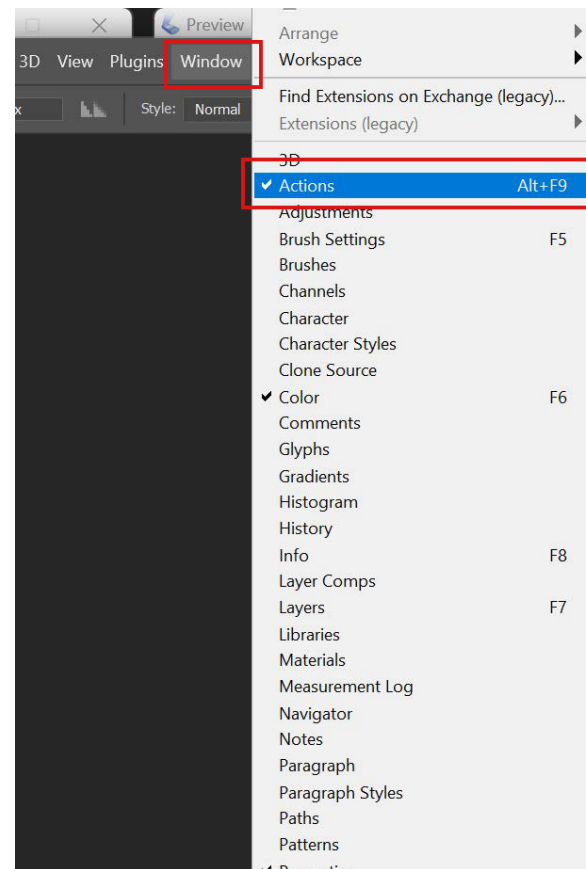 Preview
3D View Plugins Window
x Style: Normal
Arrange
Workspace
Find Extensions on Exchange (legacy)...
Extensions (legacy)
3D
Actions Alt+F9
Adjustments
Brush Settings F5
Brushes
Channels
Character
Character Styles
Clone Source
Color F6
Comments
Glyphs
Gradients
Histogram
History
Info F8
Layer Comps
Layers F7
Libraries
Materials
Measurement Log
Navigator
Notes
Paragraph
Paragraph Styles
Paths
Patterns